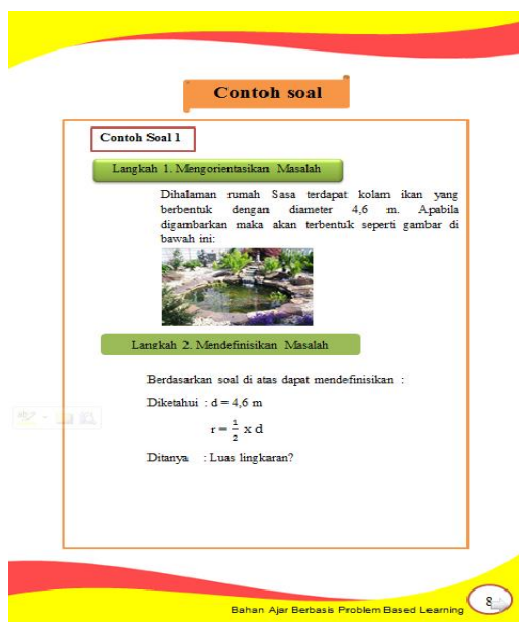 Contoh soal
Contoh Soal 1
Langkah 1. Mengorientasikan Masalah
Dihalaman rumah Sasa terdapat kolam ikan yang
berbentuk dengan diameter 4,6 m. Apabila
digambarkan maka akan terbentuk seperti gambar di
bawah ini:
Langkah 2. Mendefinisikan Masalah
Berdasarkan soal di atas dapat mendefinisikan :
Diketahui : d = 4,6 m
r = 1/2 x d
Ditanya : Luas lingkaran?
Bahan Ajar Berbasis Problem Based Learning
8